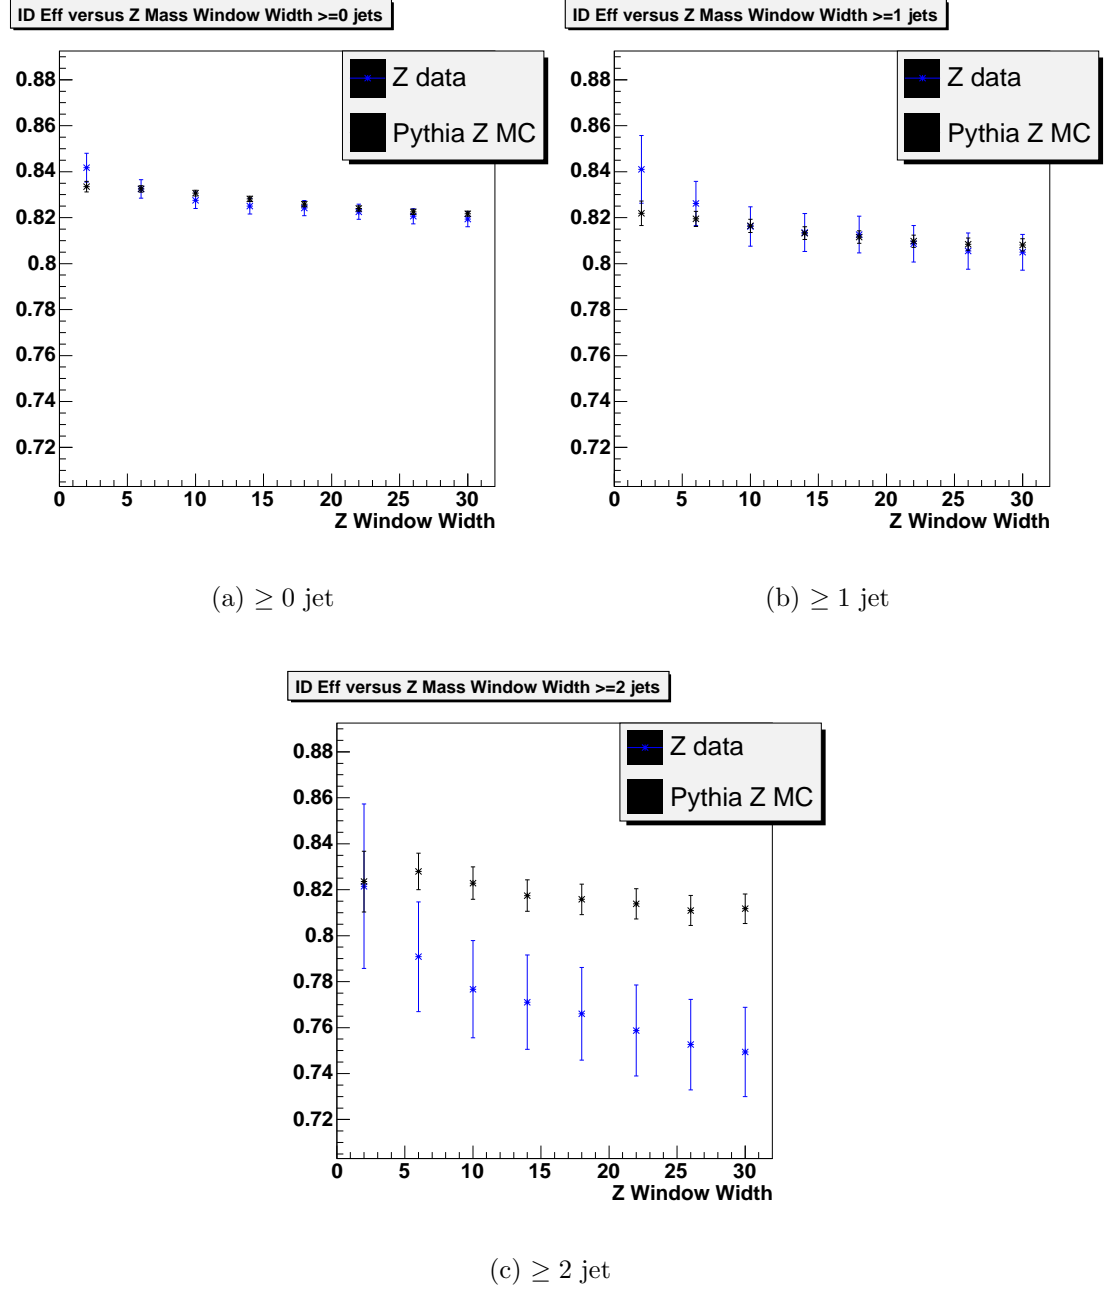 ID Eff versus Z Mass Window Width >=0 jets
Z data
Pythia Z MC
0.88
0.86
0.84
0.82
0.8
0.78
0.76
0.74
0.72
0 5 10 15 20 25 30
Z Window Width
(a) ≥ 0 jet
ID Eff versus Z Mass Window Width >=1 jets
Z data
Pythia Z MC
0.88
0.86
0.84
0.82
0.8
0.78
0.76
0.74
0.72
0 5 10 15 20 25 30
Z Window Width
(b) ≥ 1 jet
ID Eff versus Z Mass Window Width >=2 jets
Z data
Pythia Z MC
0.88
0.86
0.84
0.82
0.8
0.78
0.76
0.74
0.72
0 5 10 15 20 25 30
Z Window Width
(c) ≥ 2 jet